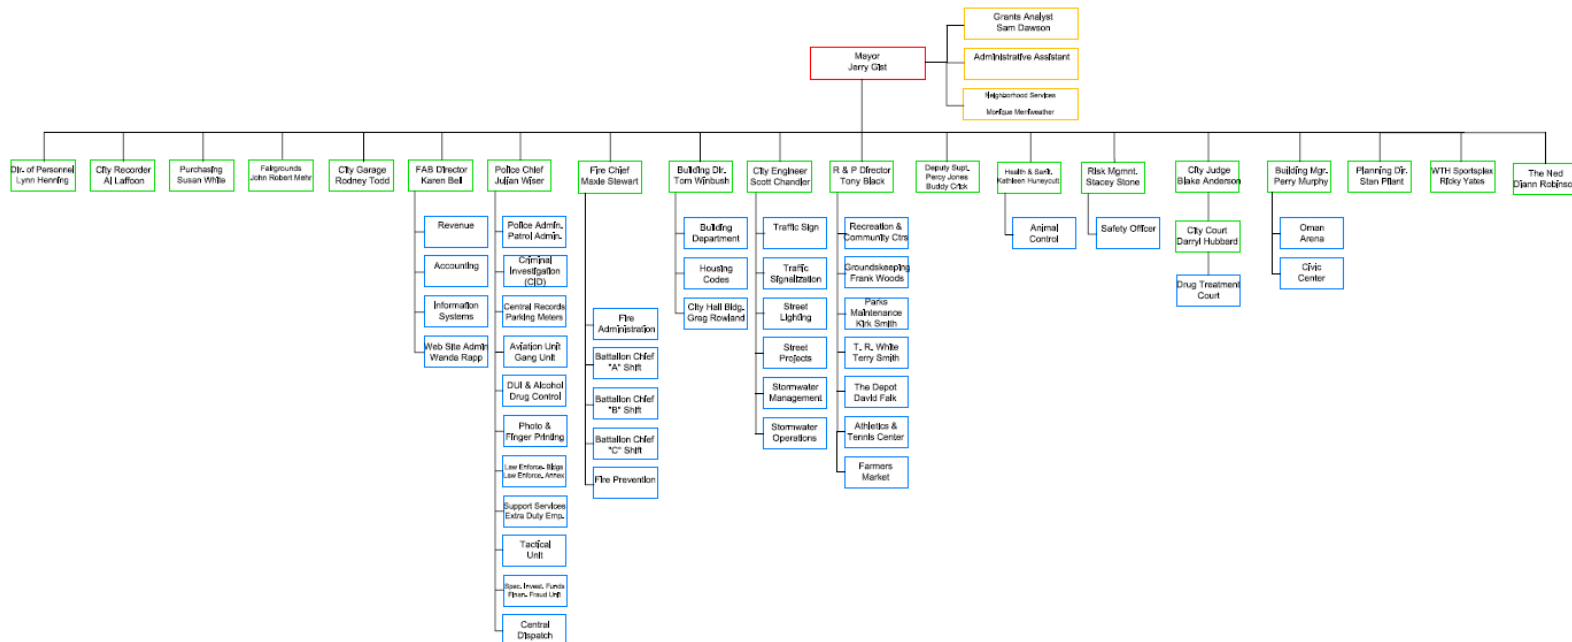 Grants Analyst
Sam Dawson
Mayor
Jerry Gist
Administrative Assistant
Neighborhood Services
Monique Merriweather
Dir. of Personnel
Lynn Henning
City Recorder
Al Laffoon
Purchasing
Susan White
Fairgrounds
John Robert Mehr
City Garage
Rodney Todd
FAB Director
Karen Bell
Police Chief
Julian Wiser
Fire Chief
Maxie Stewart
Building Dir.
Tom Winbush
City Engineer
Scott Chandler
R & P Director
Tony Black
Deputy Supt.
Percy Jones
Buddy Crick
Health & Sanit.
Kathleen Huneycutt
Risk Mgmnt.
Stacey Stone
City Judge
Blake Anderson
Building Mgr.
Perry Murphy
Planning Dir.
Stan Pilant
WTH Sportsplex
Ricky Yates
The Ned
Diann Robinso
Revenue
Accounting
Information
Systems
Web Site Admin
Wanda Rapp
Police Admin.
Patrol Admin.
Criminal
Investigation
(CID)
Central Records
Parking Meters
Aviation Unit
Gang Unit
DUI & Alcohol
Drug Control
Photo &
Finger Printing
Law Enforce. Bldgs
Law Enforce. Annex
Support Services
Extra Duty Emp.
Tactical
Unit
Spec. Invest. Funds
Finan. Fraud Unit
Central
Dispatch
Fire
Administration
Battalion Chief
"A" Shift
Battalion Chief
"B" Shift
Battalion Chief
"C" Shift
Fire Prevention
Building
Department
Housing
Codes
City Hall Bldg.
Greg Rowland
Traffic Sign
Traffic
Signalization
Street
Lighting
Street
Projects
Stormwater
Management
Stormwater
Operations
Recreation &
Community Ctrs
Groundskeeping
Frank Woods
Parks
Maintenance
Kirk Smith
T. R. White
Terry Smith
The Depot
David Falk
Athletics &
Tennis Center
Farmers
Market
Animal
Control
Safety Officer
City Court
Darryl Hubbard
Drug Treatment
Court
Oman
Arena
Civic
Center